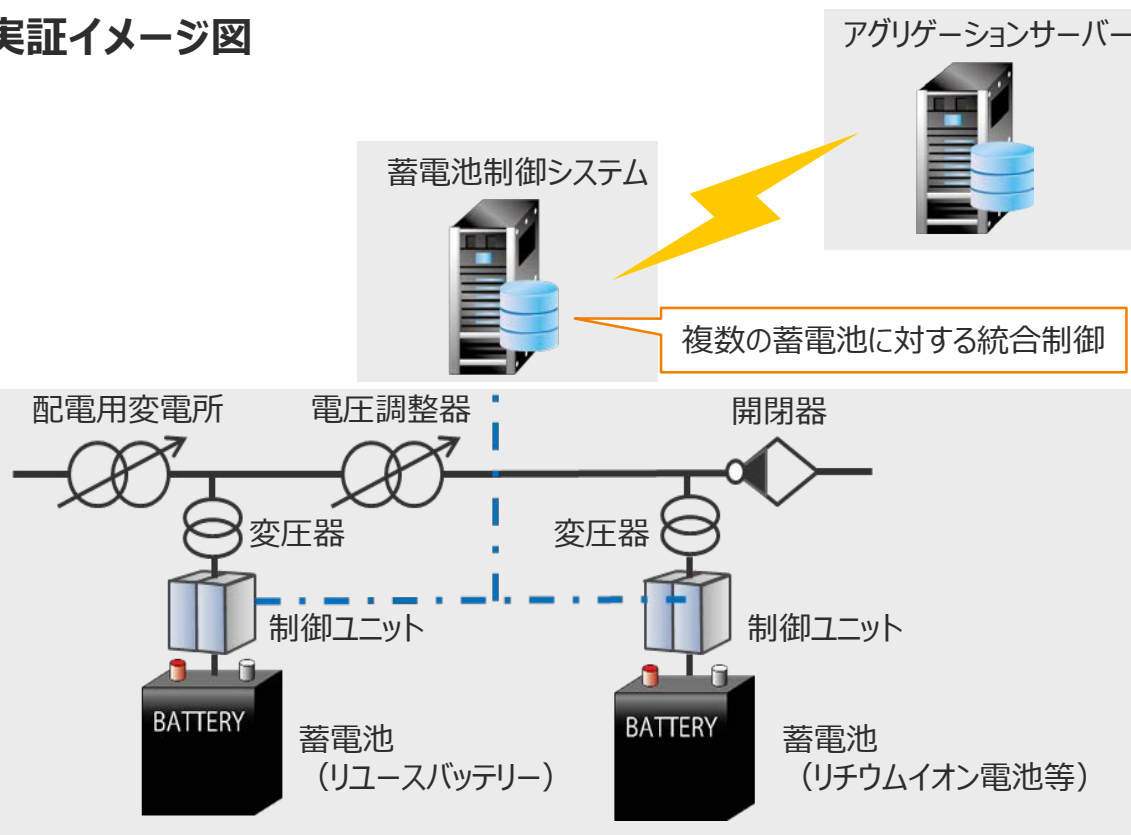 実証イメージ図
アグリゲーションサーバー
蓄電池制御システム
複数の蓄電池に対する統合制御
配電用変電所
電圧調整器
開閉器
変圧器
変圧器
制御ユニット
制御ユニット
BATTERY
BATTERY
蓄電池
（リユースバッテリー）
蓄電池
（リチウムイオン電池等）